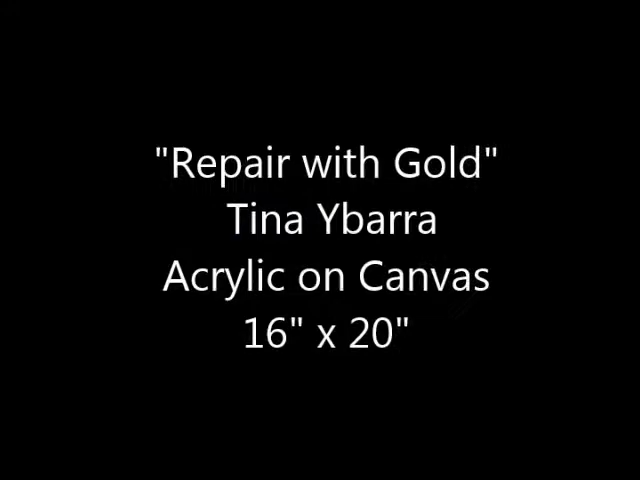 "Repair with Gold"
Tina Ybarra
Acrylic on Canvas
16" x 20"